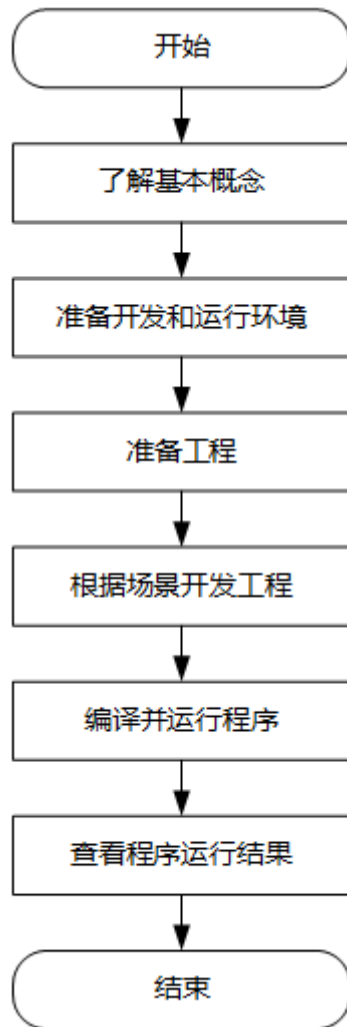 开始
了解基本概念
准备开发和运行环境
准备工程
根据场景开发工程
编译并运行程序
查看程序运行结果
结束